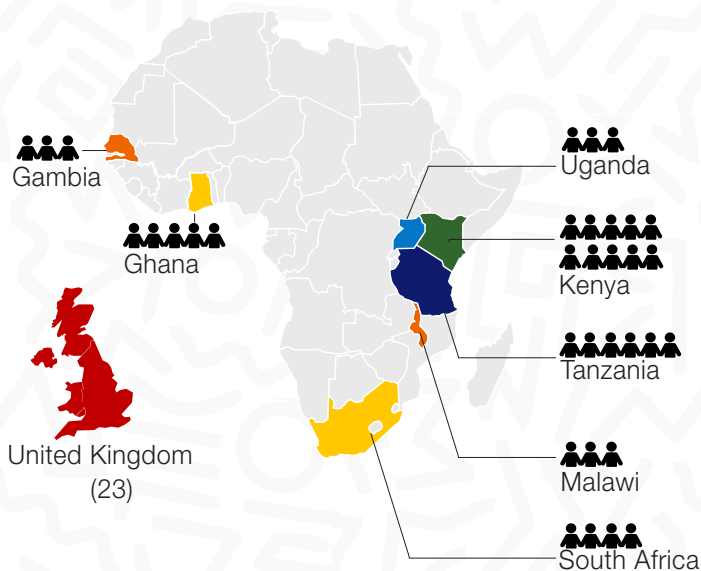 Gambia
Ghana
United Kingdom
(23)
Uganda
Kenya
Tanzania
Malawi
South Africa